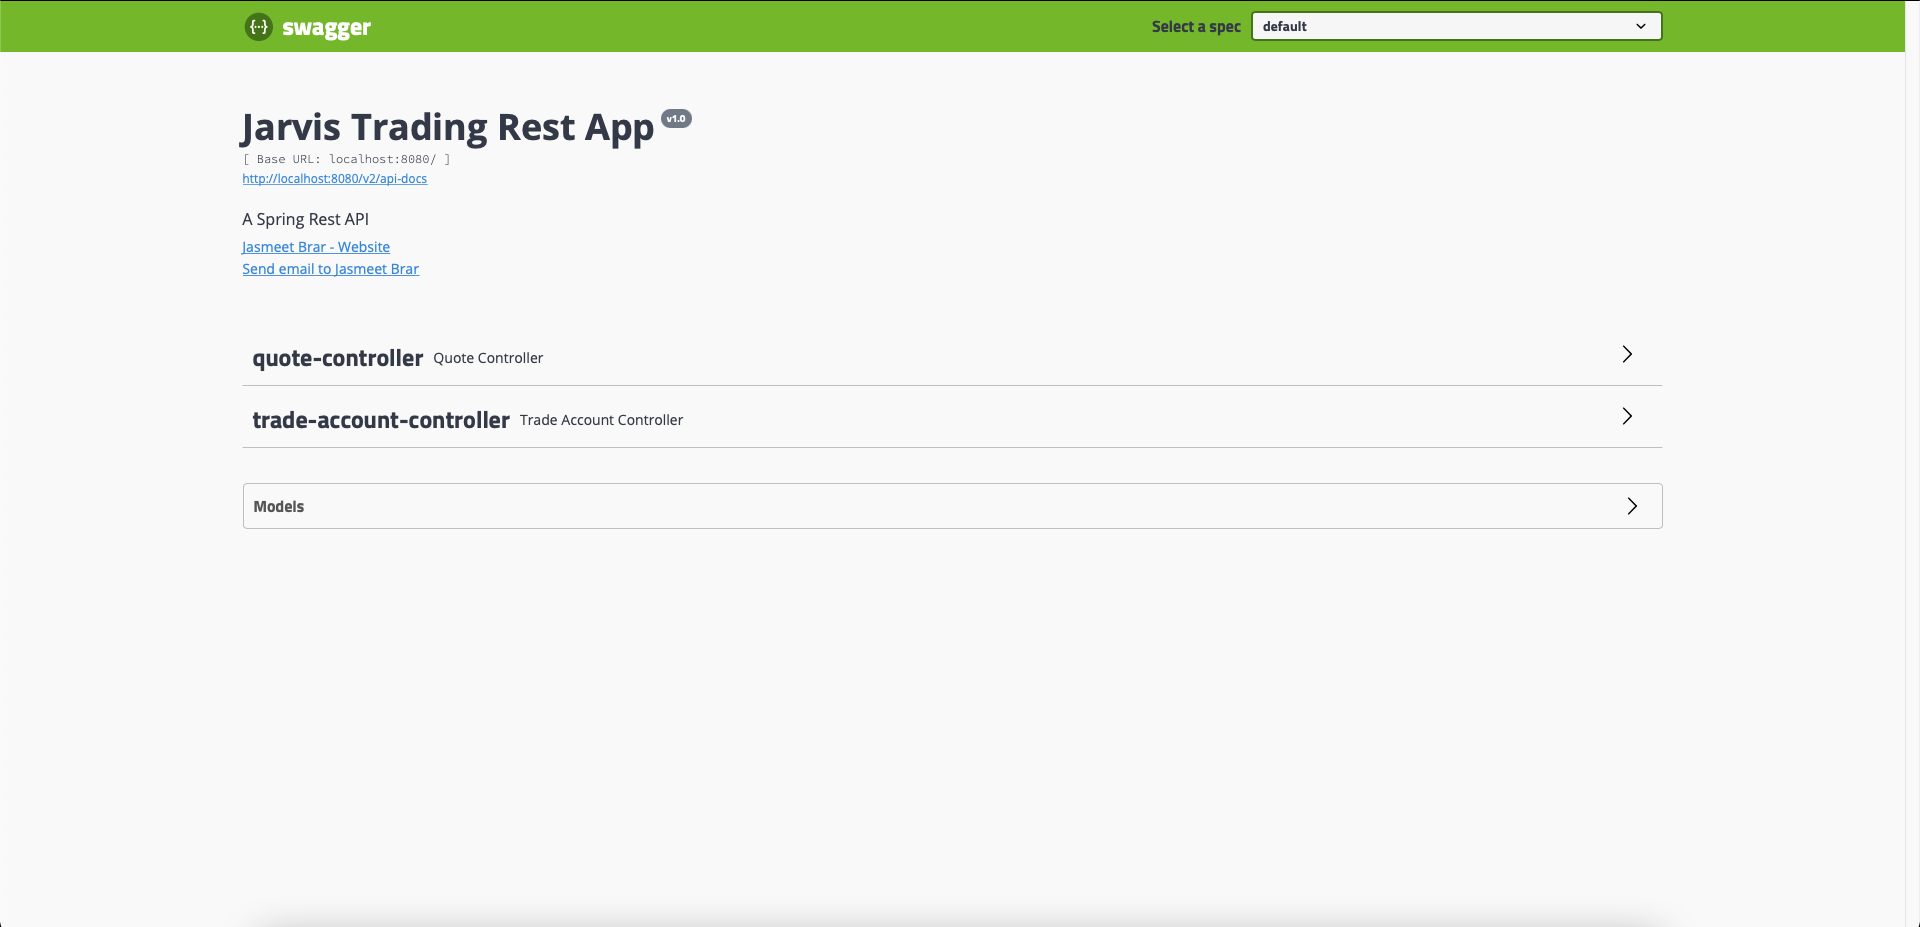 {··} swagger Select a spec default
Jarvis Trading Rest App v1.0
[ Base URL: localhost:8080/ ]
http://localhost:8080/v2/api-docs
A Spring Rest API
Jasmeet Brar - Website
Send email to Jasmeet Brar
quote-controller Quote Controller
trade-account-controller Trade Account Controller
Models